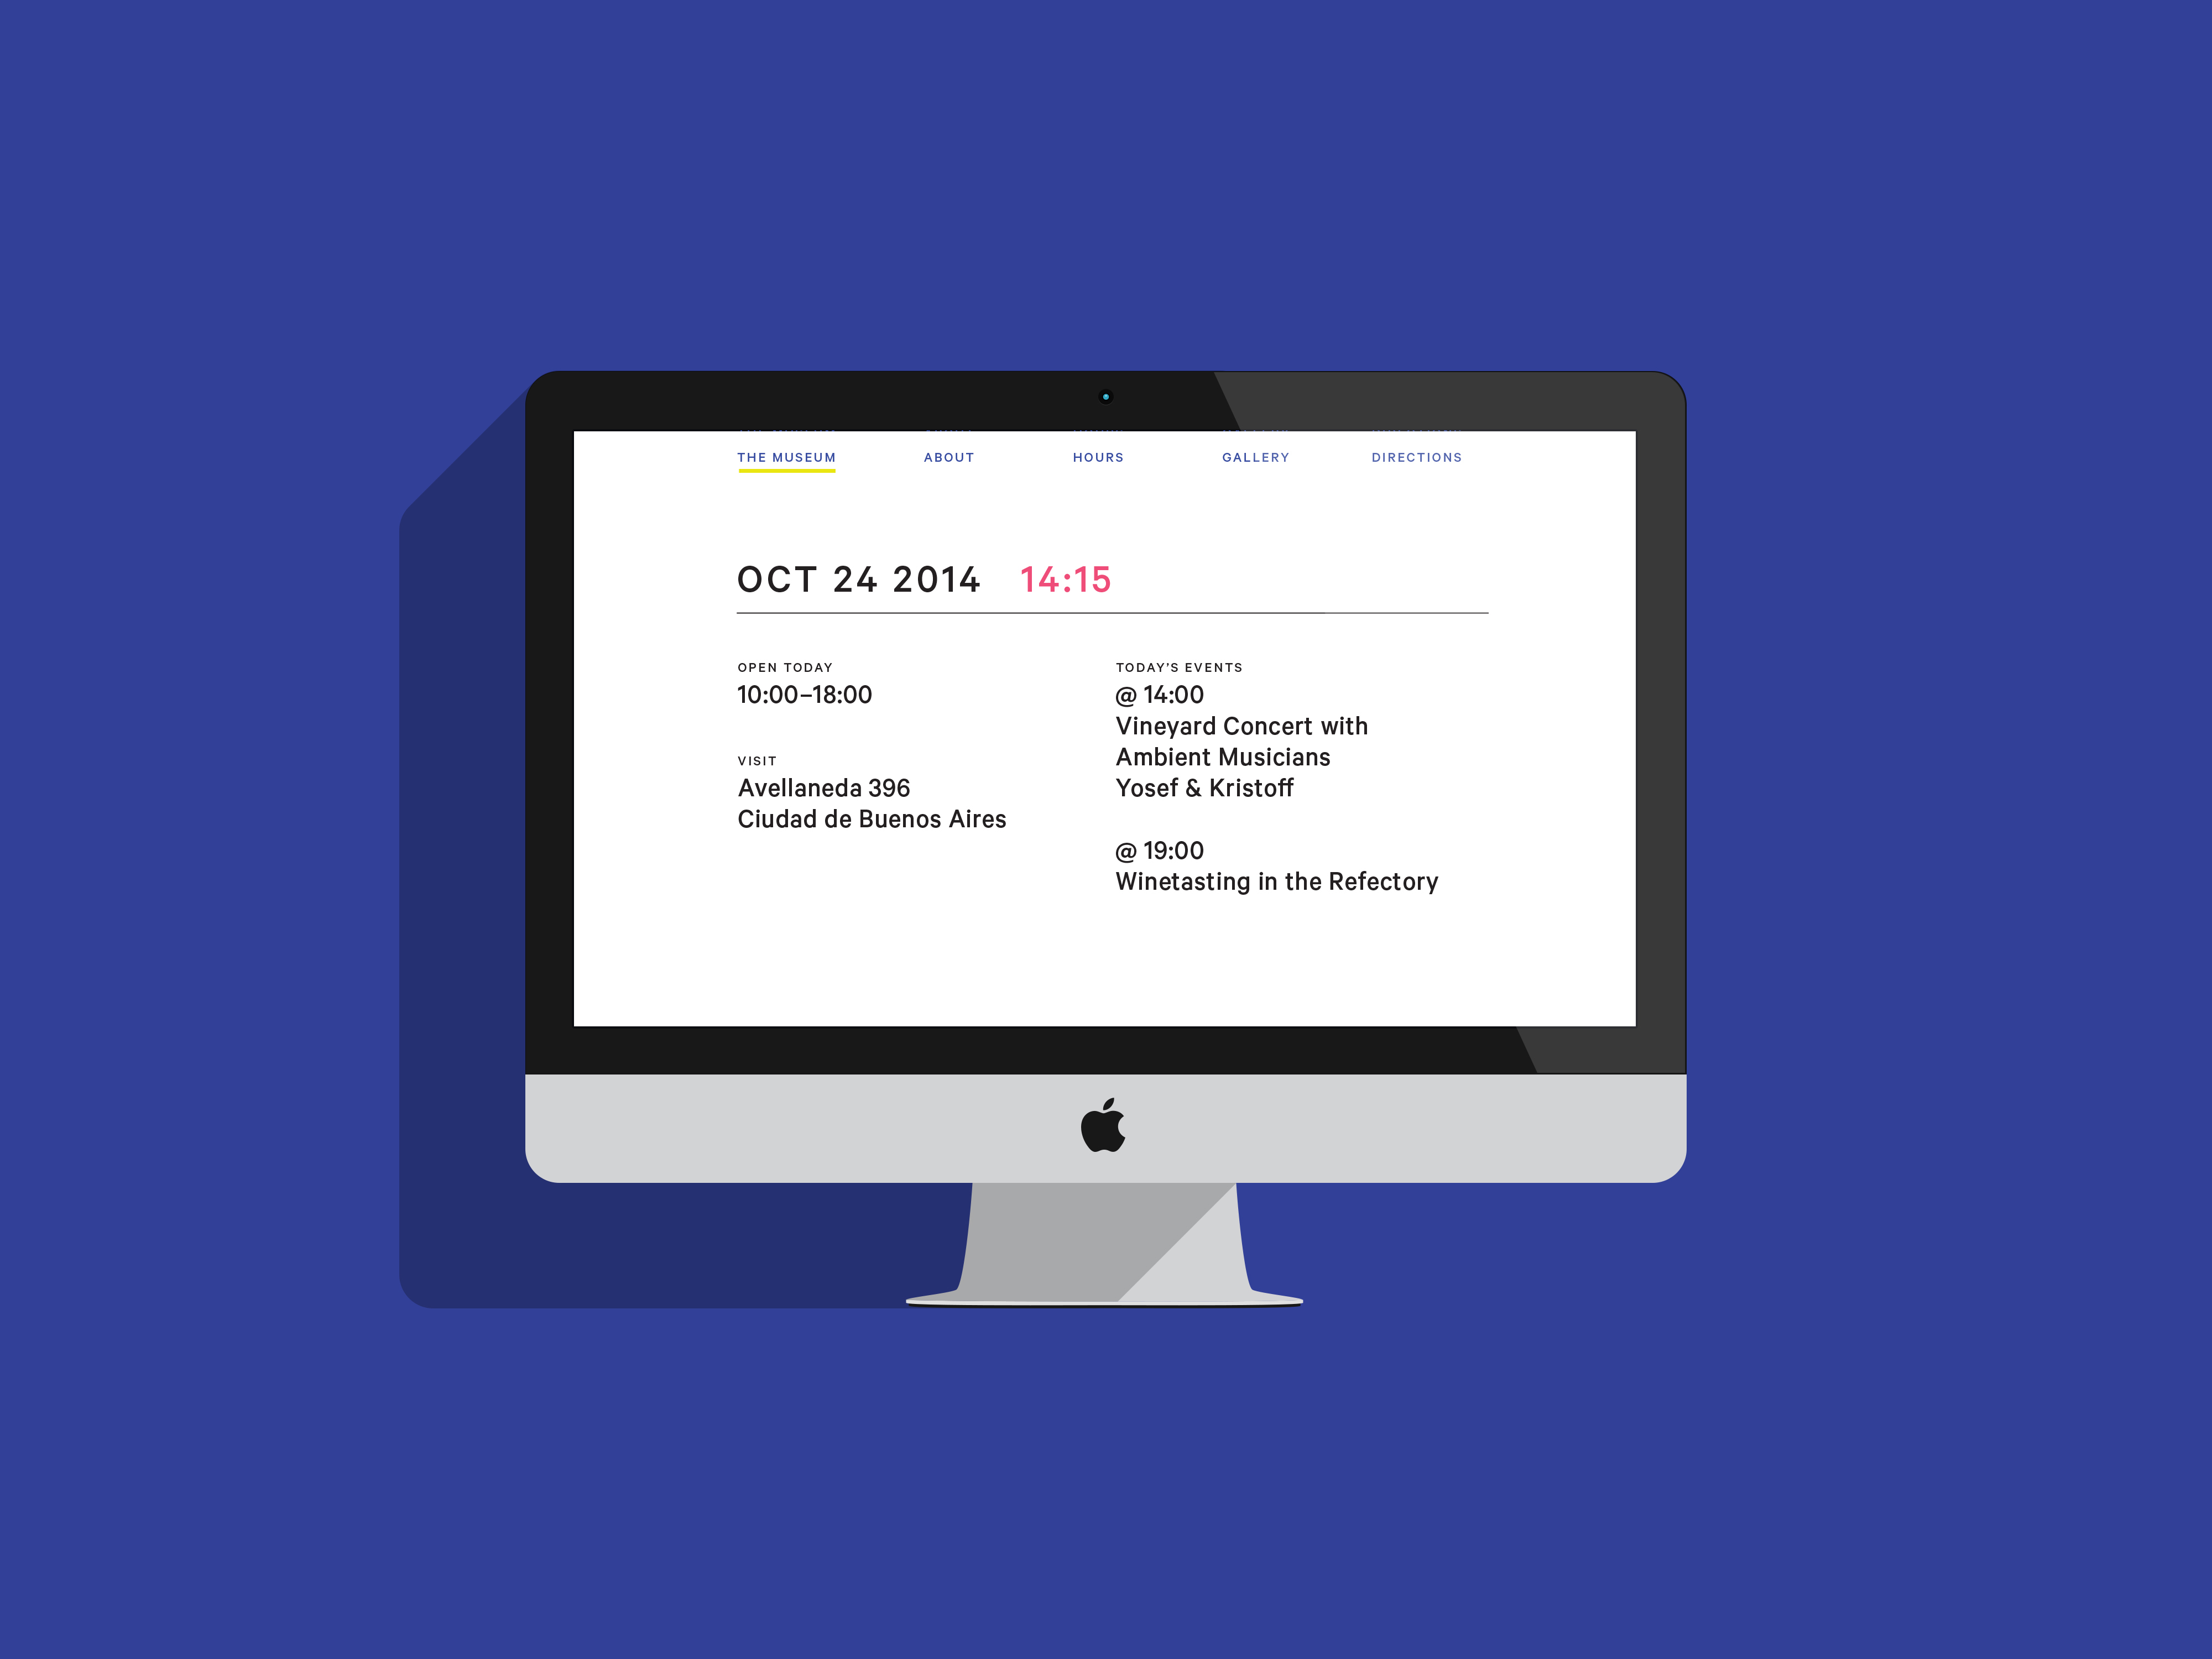 THE MUSEUM ABOUT HOURS GALLERY DIRECTIONS
OCT 24 2014 14:15
OPEN TODAY
10:00–18:00
VISIT
Avellaneda 396
Ciudad de Buenos Aires
TODAY’S EVENTS
@ 14:00
Vineyard Concert with
Ambient Musicians
Yosef & Kristoff
@ 19:00
Winetasting in the Refectory